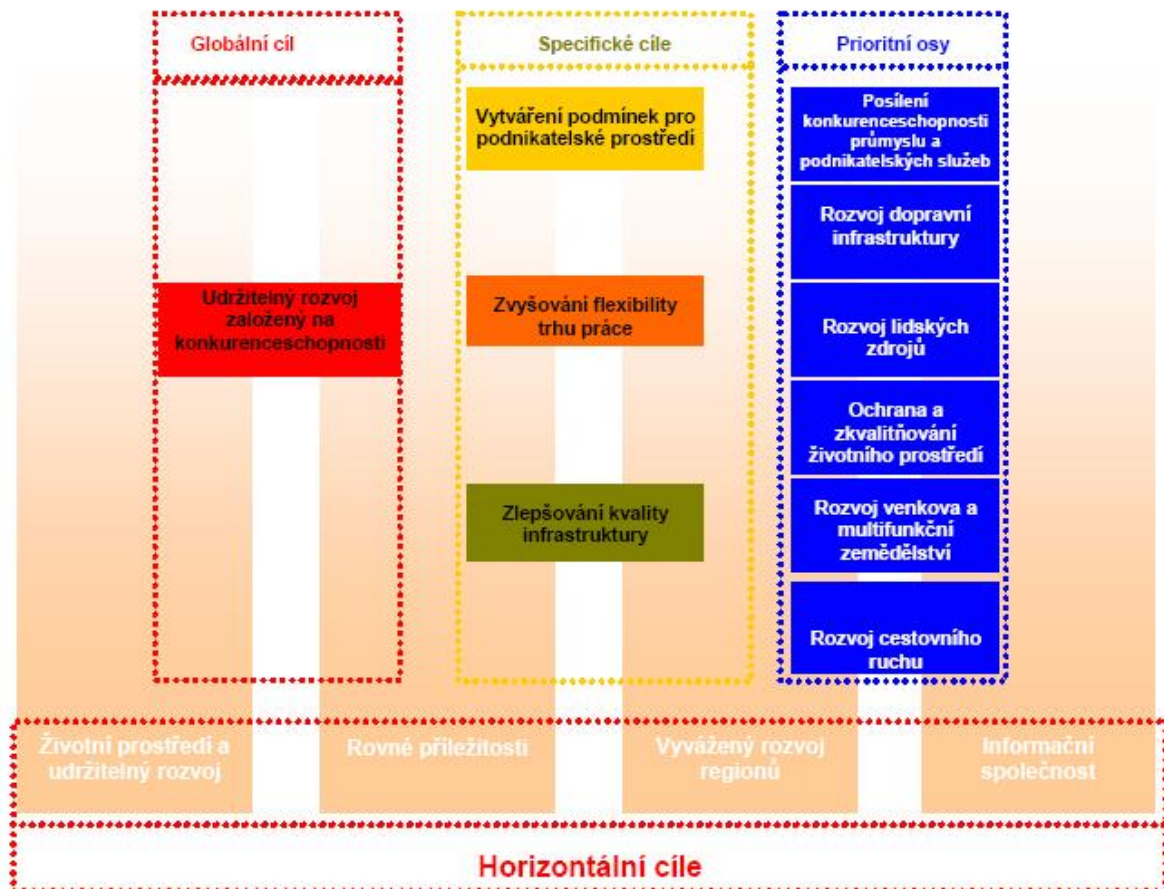 Globální cíl
Udržitelný rozvoj
založený na
konkurenceschopnosti
Specifické cíle
Vytváření podmínek pro
podnikatelské prostředí
Zvyšování flexibility
trhu práce
Zlepšování kvality
infrastruktury
Prioritní osy
Posílení
konkurenceschopnosti
průmyslu a
podnikatelských služeb
Rozvoj dopravní
infrastruktury
Rozvoj lidských
zdrojů
Ochrana a
zkvalitňování
životního prostředí
Rozvoj venkova a
multifunkční
zemědělství
Rozvoj cestovního
ruchu
Životní prostředí a
udržitelný rozvoj
Rovné příležitosti
Vyvážený rozvoj
regionů
Informační
společnost
Horizontální cíle